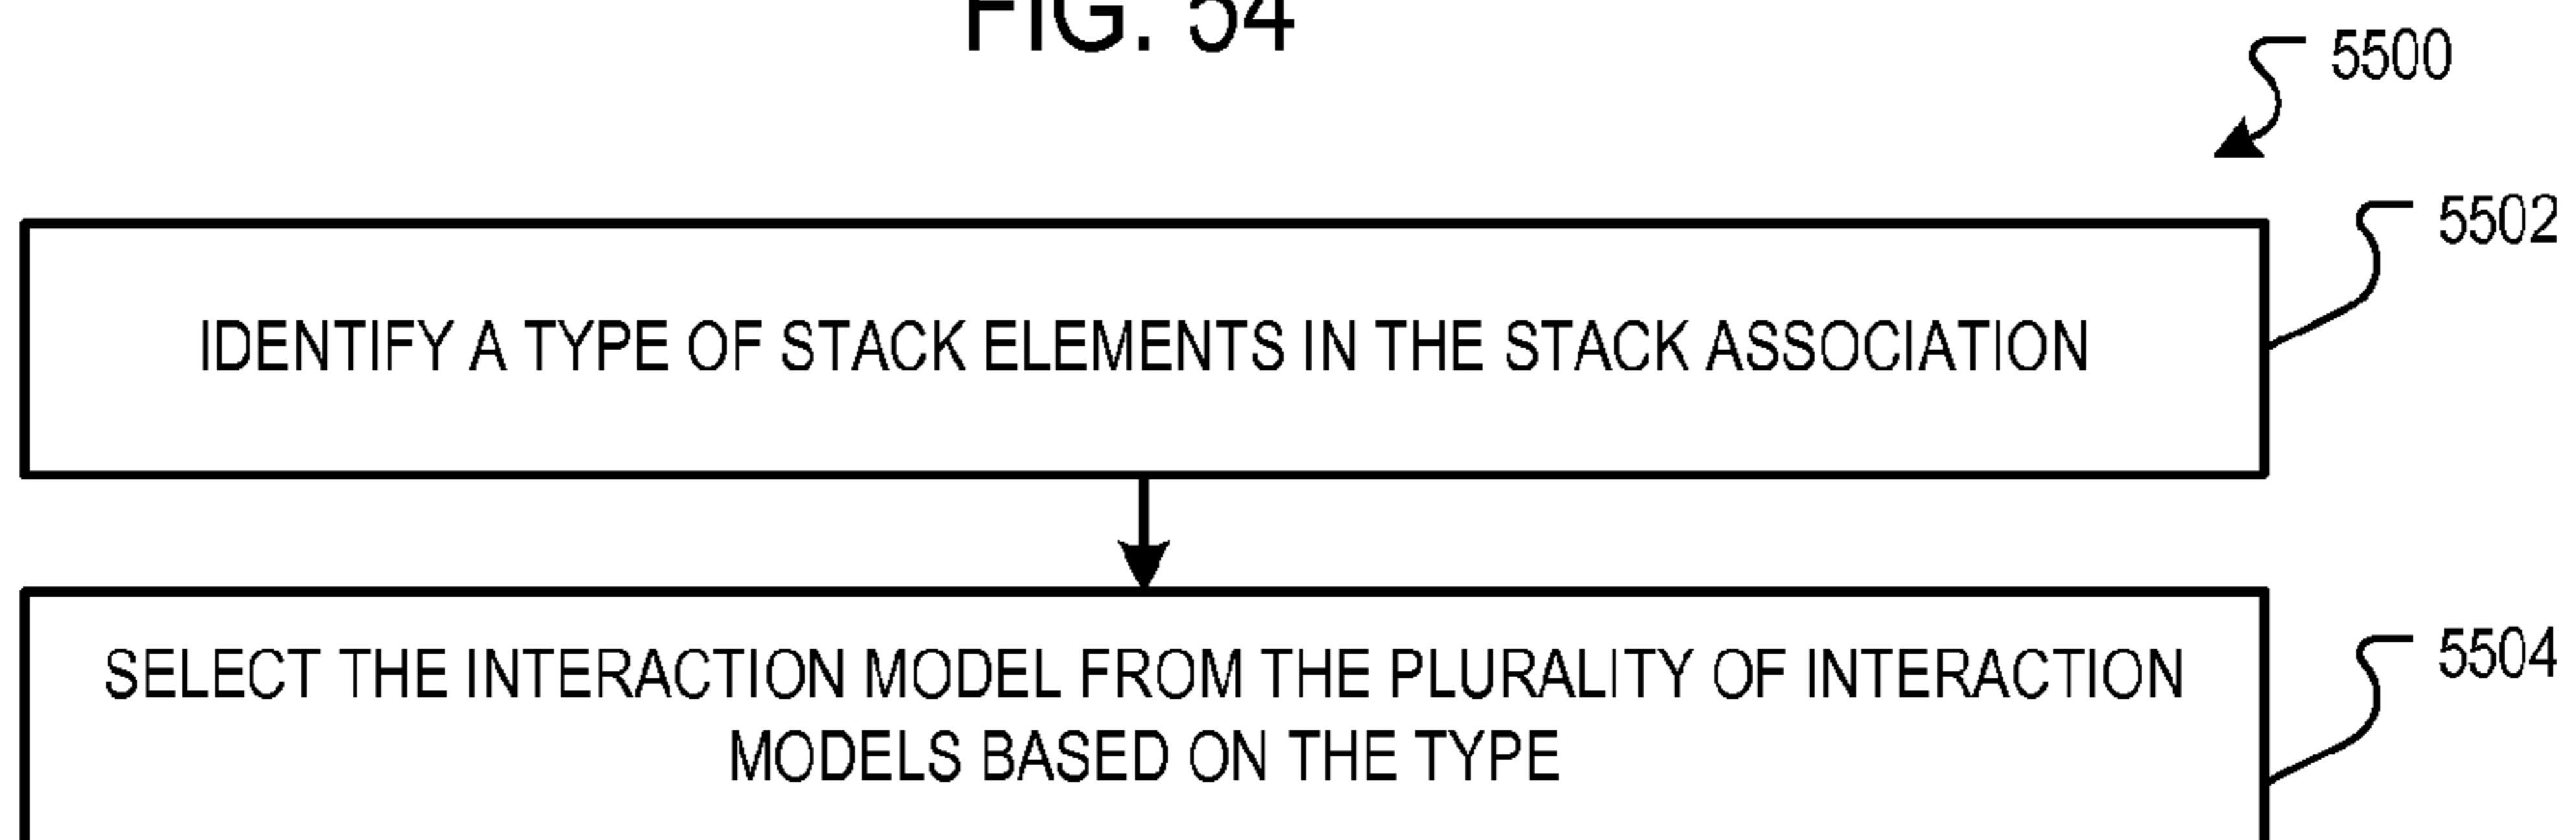 FIG. 54
5500
5502
IDENTIFY A TYPE OF STACK ELEMENTS IN THE STACK ASSOCIATION
5504
SELECT THE INTERACTION MODEL FROM THE PLURALITY OF INTERACTION
MODELS BASED ON THE TYPE